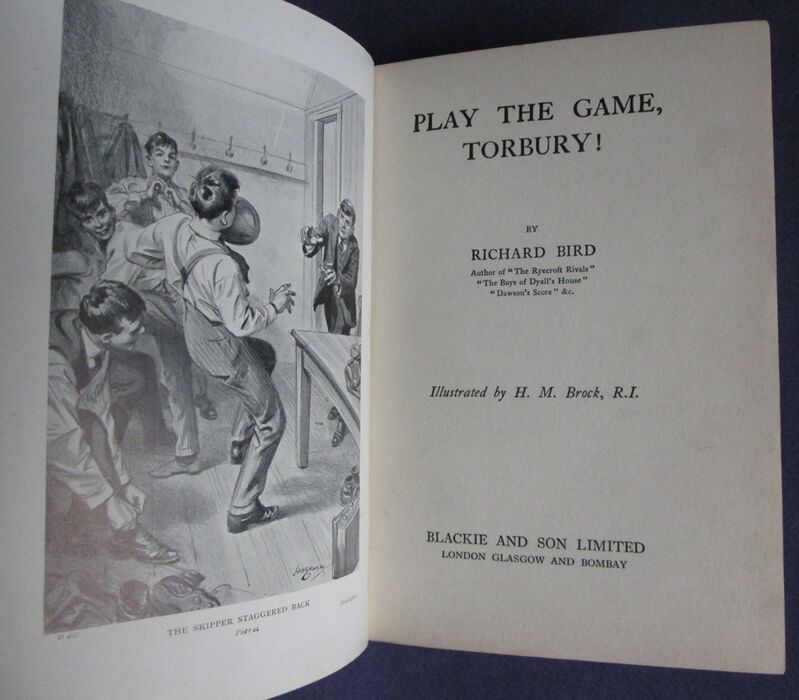 THE SKIPPER STAGGERED BACK
Frontispiece
PLAY THE GAME,
TORBURY!
BY
RICHARD BIRD
Author of "The Ryecroft Rivals"
"The Boys of Dyall's House"
"Dawson's Score" &c.
Illustrated by H. M. Brock, R.I.
BLACKIE AND SON LIMITED
LONDON GLASGOW AND BOMBAY